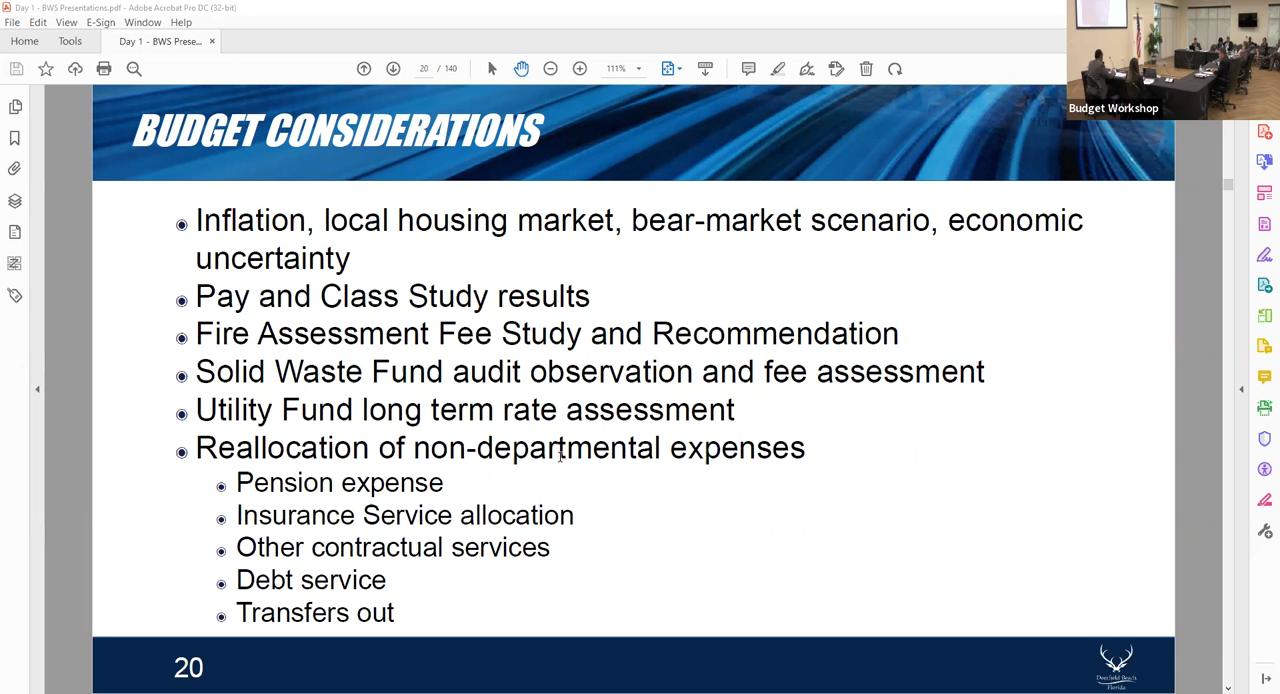 Day 1 - BWS Presentations.pdf - Adobe Acrobat Pro DC (32-bit)
File Edit View E-Sign Window Help
Home Tools Day 1 - BWS Prese... ×
20 / 140 111%
Budget Workshop
BUDGET CONSIDERATIONS
Inflation, local housing market, bear-market scenario, economic
uncertainty
Pay and Class Study results
Fire Assessment Fee Study and Recommendation
Solid Waste Fund audit observation and fee assessment
Utility Fund long term rate assessment
Reallocation of non-departmental expenses
Pension expense
Insurance Service allocation
Other contractual services
Debt service
Transfers out
20
Deerfield Beach
Florida